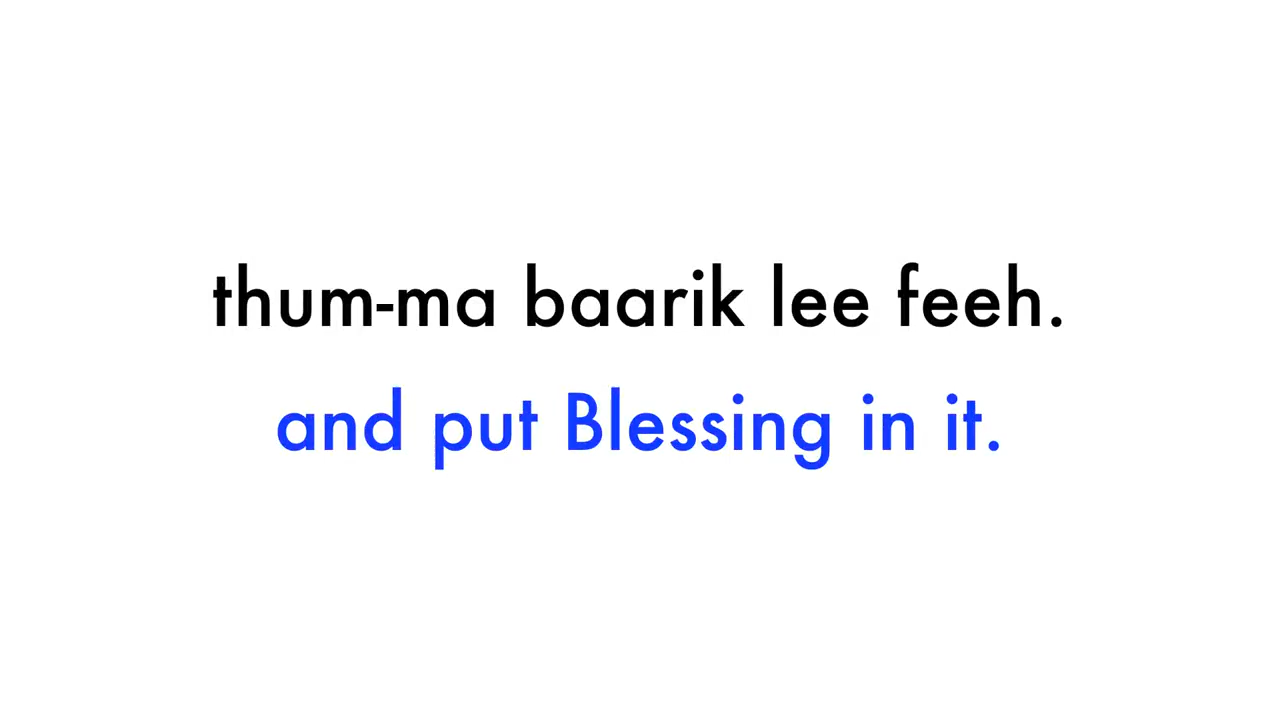 thum-ma baarik lee feeh.
and put Blessing in it.